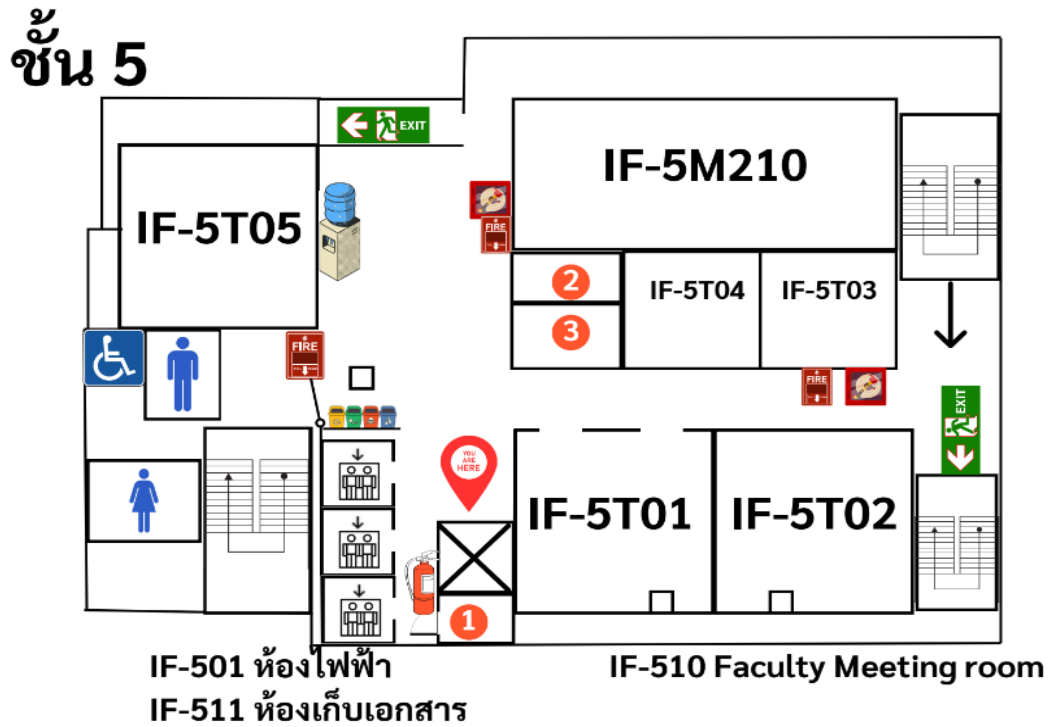 ชั้น 5
EXIT
IF-5M210
IF-5T05
FIRE
2
IF-5T04
IF-5T03
3
FIRE
FIRE
EXIT
YOU
ARE
HERE
IF-5T01
IF-5T02
1
IF-501 ห้องไฟฟ้า
IF-510 Faculty Meeting room
IF-511 ห้องเก็บเอกสาร